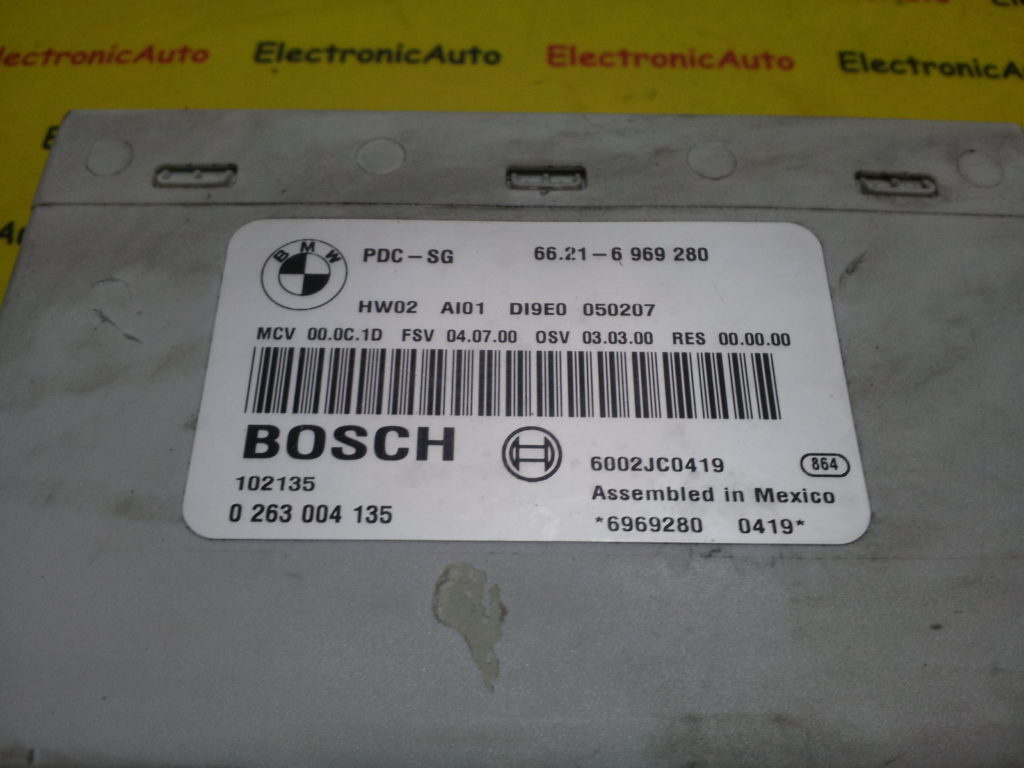 ElectronicAuto ElectronicAuto ElectronicAuto
BMW PDC-SG 66.21-6 969 280
HW02 AI01 DI9E0 050207
MCV 00.0C.1D FSV 04.07.00 OSV 03.03.00 RES 00.00.00
BOSCH
6002JC0419 864
102135
Assembled in Mexico
0 263 004 135
*6969280 0419*